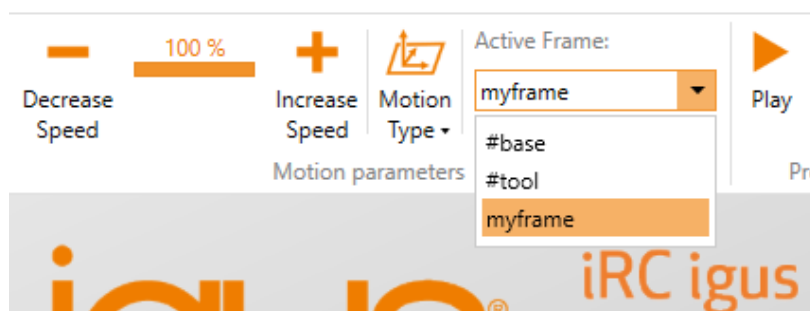 100 %
Active Frame:
myframe
Decrease
Speed
Increase
Speed
Motion
Type
Play
#base
#tool
myframe
Motion parameters
iRC igus